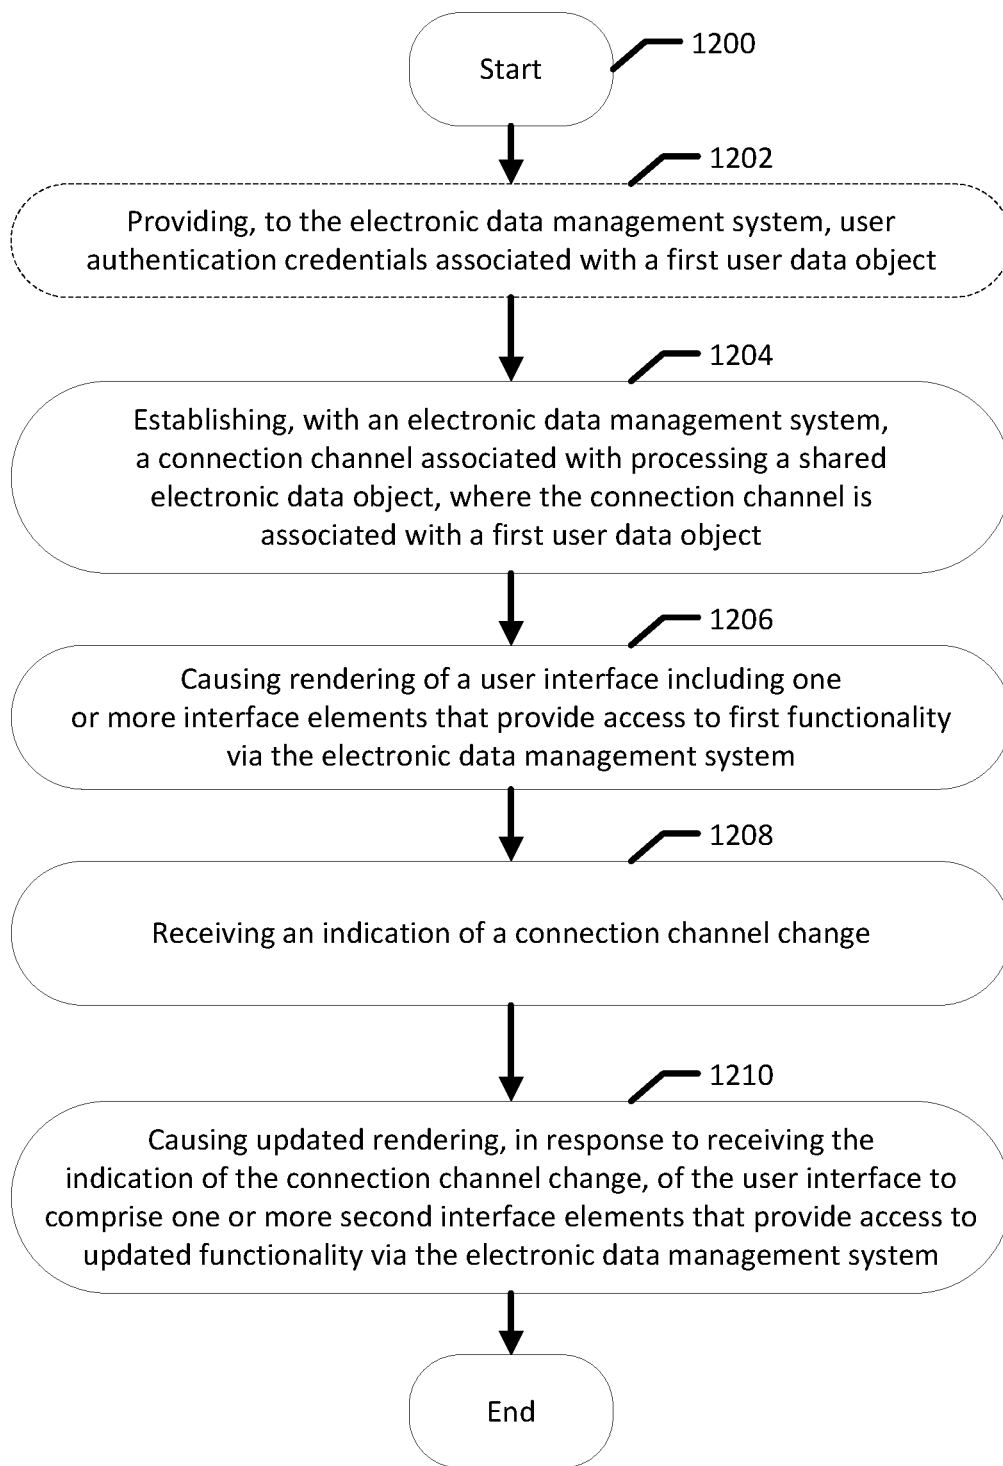 Start
1200
1202
Providing, to the electronic data management system, user
authentication credentials associated with a first user data object
1204
Establishing, with an electronic data management system,
a connection channel associated with processing a shared
electronic data object, where the connection channel is
associated with a first user data object
1206
Causing rendering of a user interface including one
or more interface elements that provide access to first functionality
via the electronic data management system
1208
Receiving an indication of a connection channel change
1210
Causing updated rendering, in response to receiving the
indication of the connection channel change, of the user interface to
comprise one or more second interface elements that provide access to
updated functionality via the electronic data management system
End